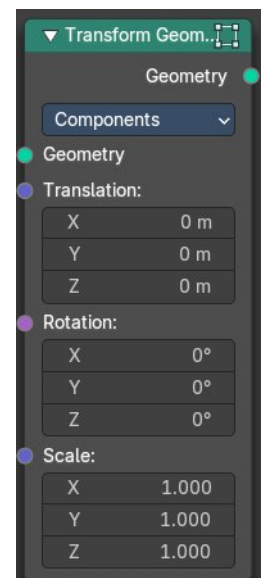 Transform Geom..
Geometry
Components
Geometry
Translation:
X 0 m
Y 0 m
Z 0 m
Rotation:
X 0°
Y 0°
Z 0°
Scale:
X 1.000
Y 1.000
Z 1.000